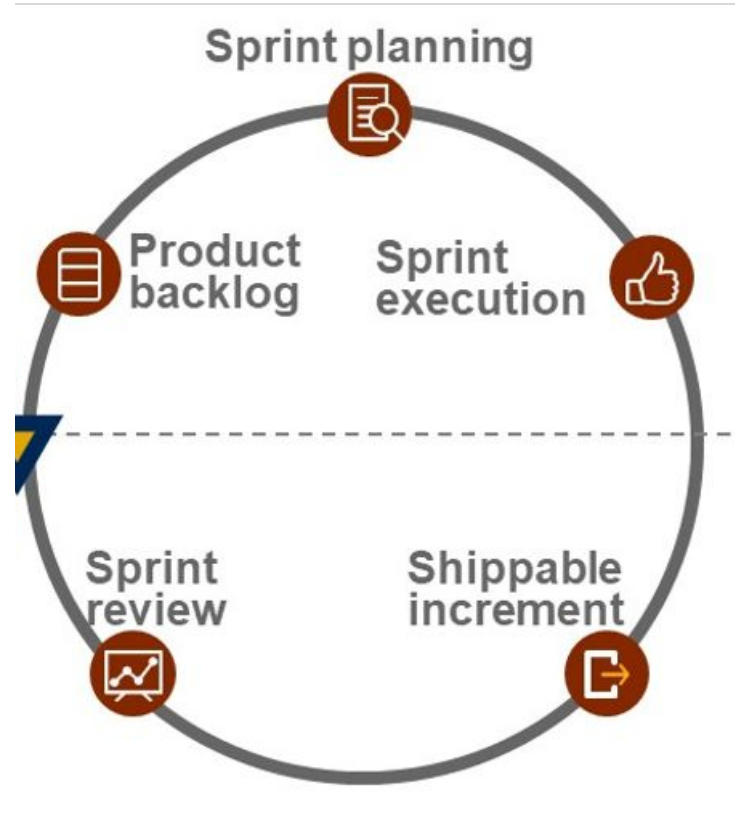 Sprint planning
Product
backlog
Sprint
execution
Sprint
review
Shippable
increment